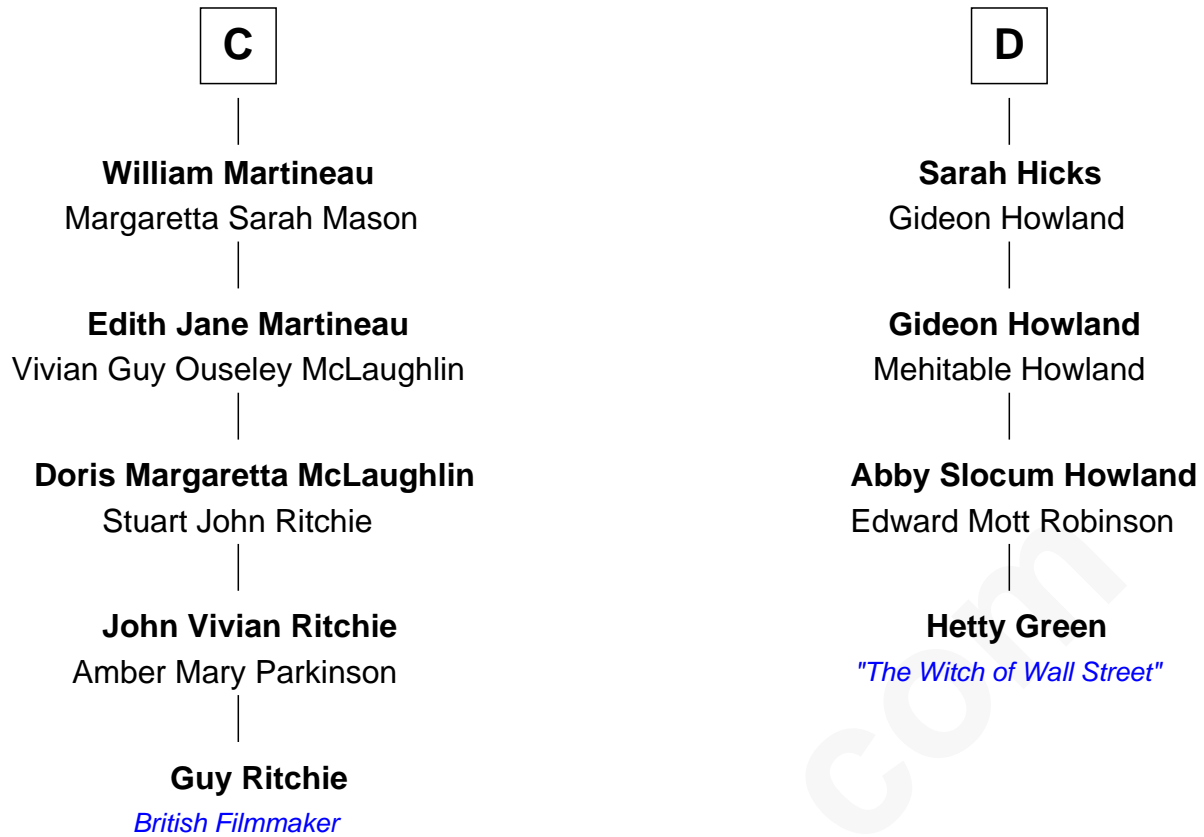 C
William Martineau
Margaretta Sarah Mason
Edith Jane Martineau
Vivian Guy Ouseley McLaughlin
Doris Margaretta McLaughlin
Stuart John Ritchie
John Vivian Ritchie
Amber Mary Parkinson
Guy Ritchie
British Filmmaker
D
Sarah Hicks
Gideon Howland
Gideon Howland
Mehitable Howland
Abby Slocum Howland
Edward Mott Robinson
Hetty Green
"The Witch of Wall Street"
com